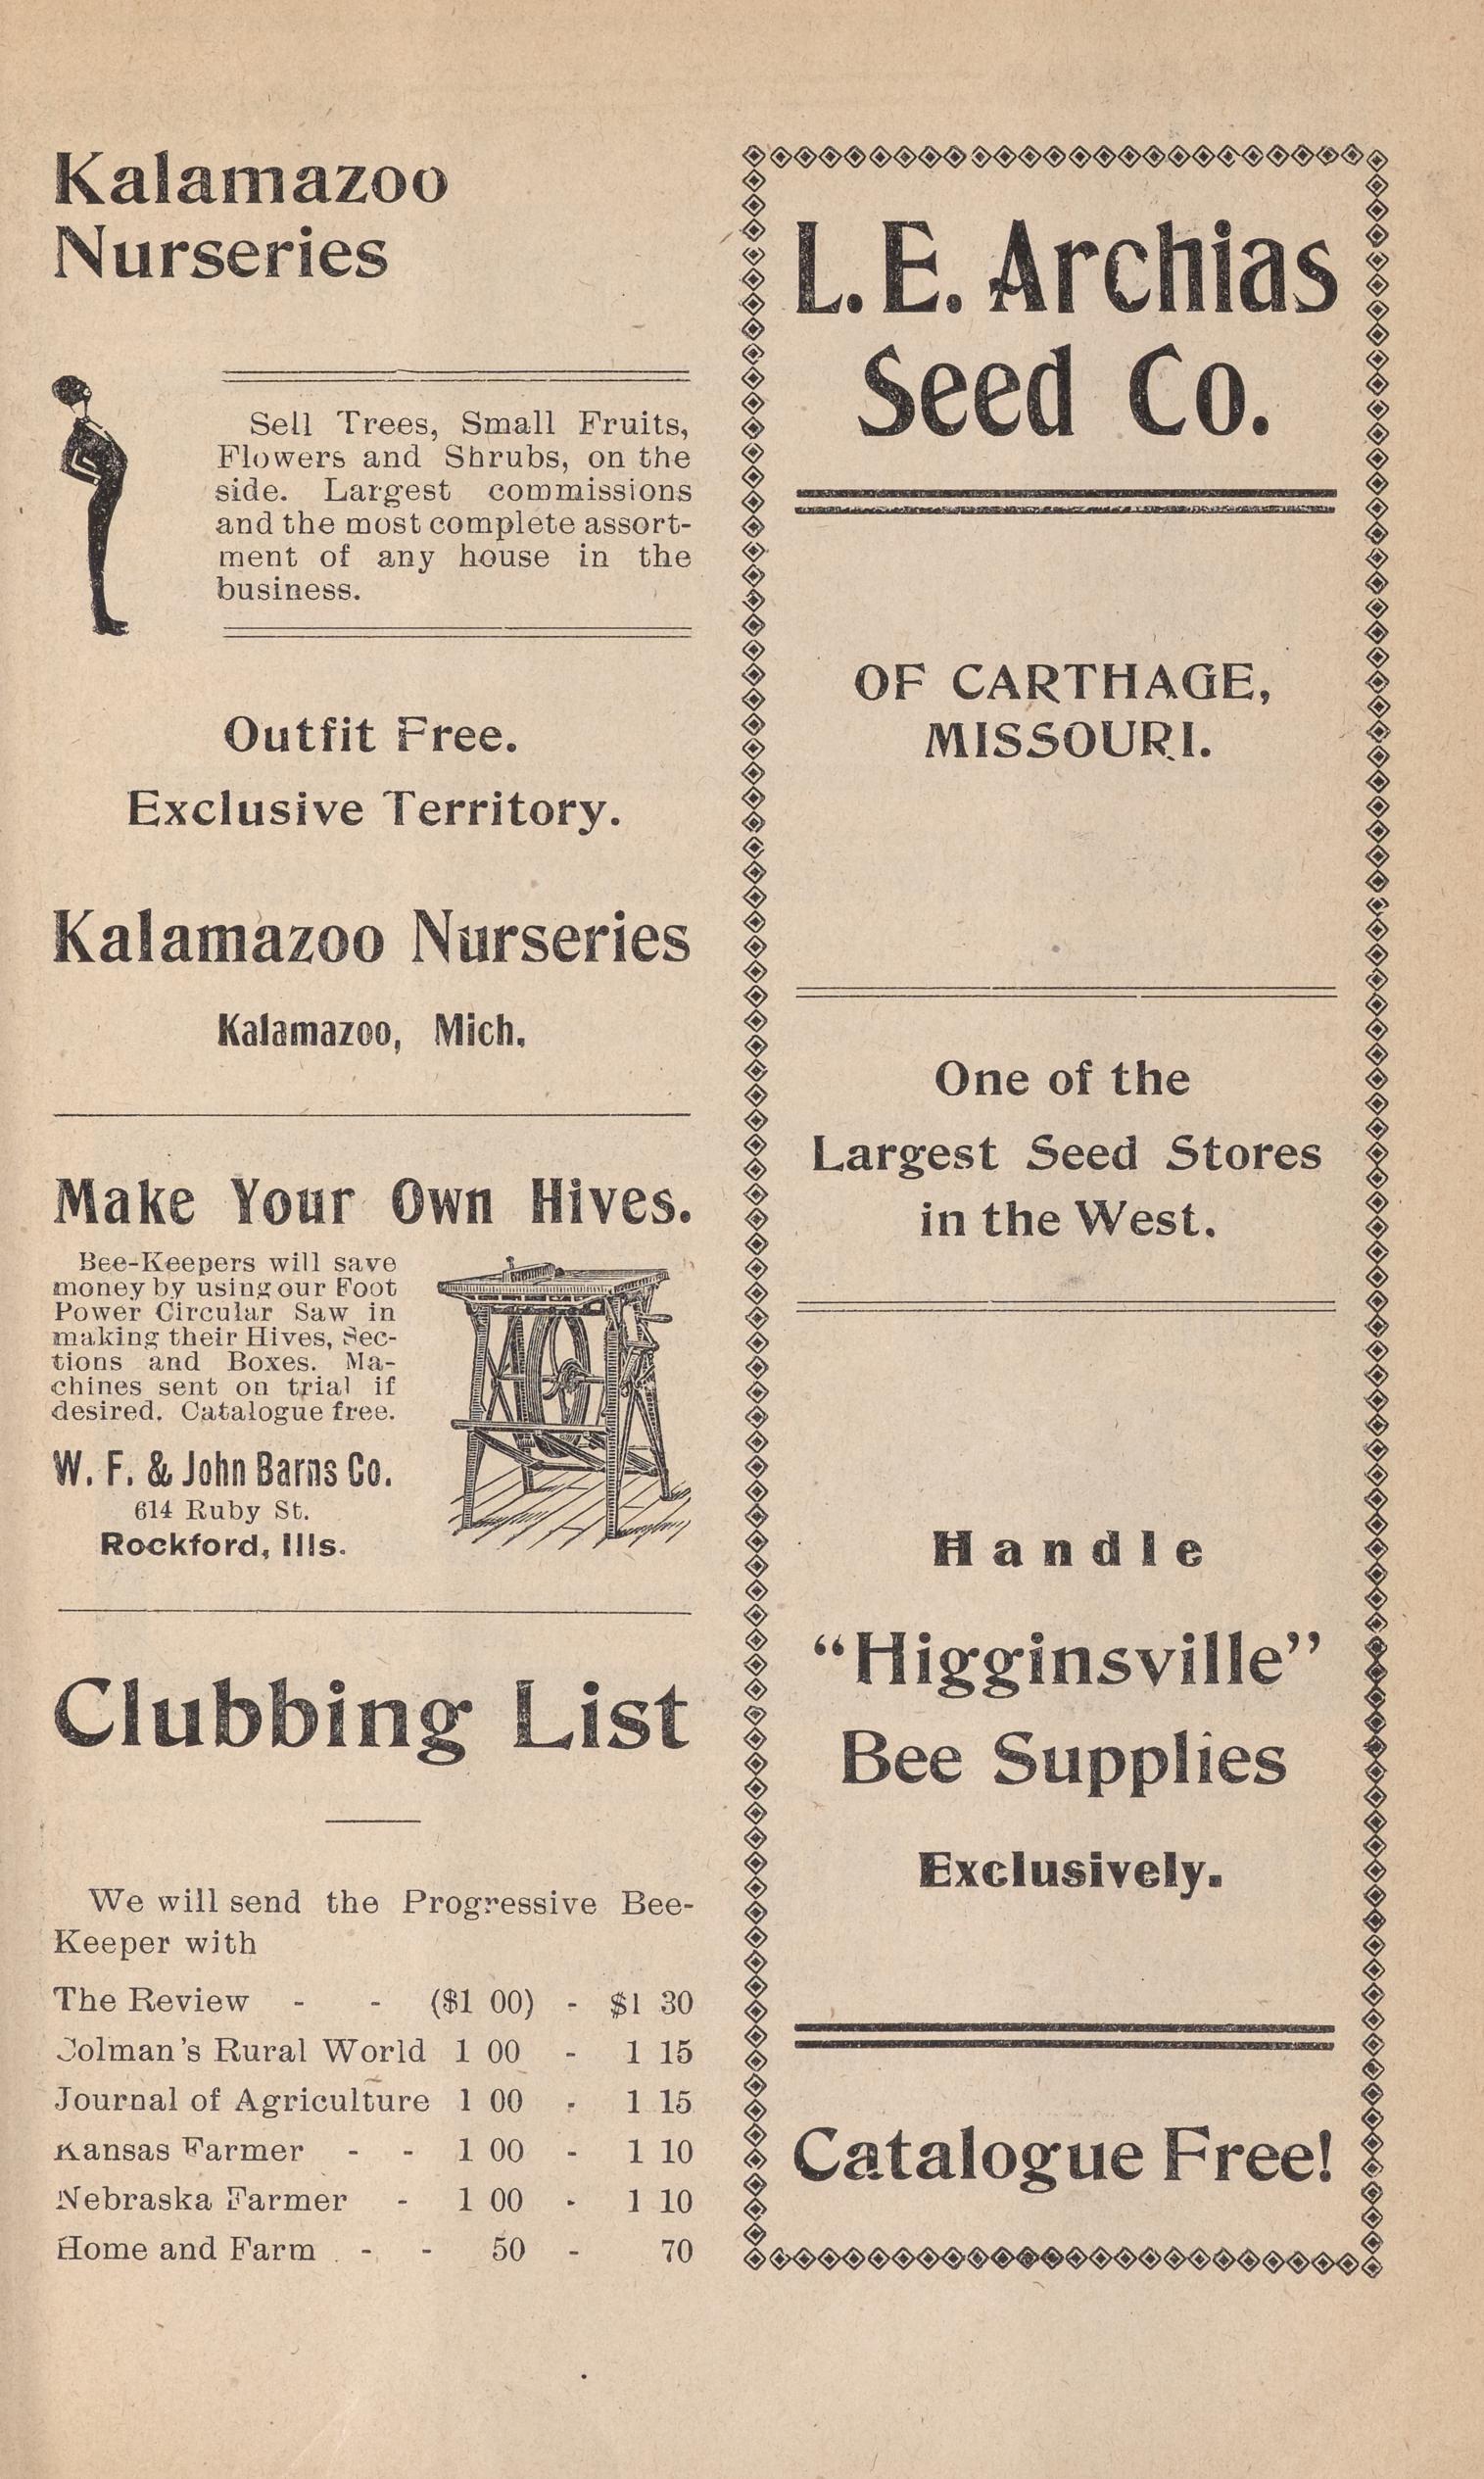 Kalamazoo
Nurseries
Sell Trees, Small Fruits,
Flowers and Shrubs, on the
side. Largest commissions
and the most complete assort-
ment of any house in the
business.
Outfit Free.
Exclusive Territory.
Kalamazoo Nurseries
Kalamazoo, Mich.
Make Your Own Hives.
Bee-Keepers will save
money by using our Foot
Power Circular Saw in
making their Hives, Sec-
tions and Boxes. Ma-
chines sent on trial if
desired. Catalogue free.
W. F. & John Barns Co.
614 Ruby St.
Rockford, Ills.
Clubbing List
We will send the Progressive Bee-
Keeper with
The Review - - ($1 00) - $1 30
Colman's Rural World 1 00 - 1 15
Journal of Agriculture 1 00 - 1 15
Kansas Farmer - - 1 00 - 1 10
Nebraska Farmer - 1 00 - 1 10
Home and Farm - - 50 - 70
L. E. Archias
Seed Co.
OF CARTHAGE,
MISSOURI.
One of the
Largest Seed Stores
in the West.
Handle
"Higginsville"
Bee Supplies
Exclusively.
Catalogue Free!